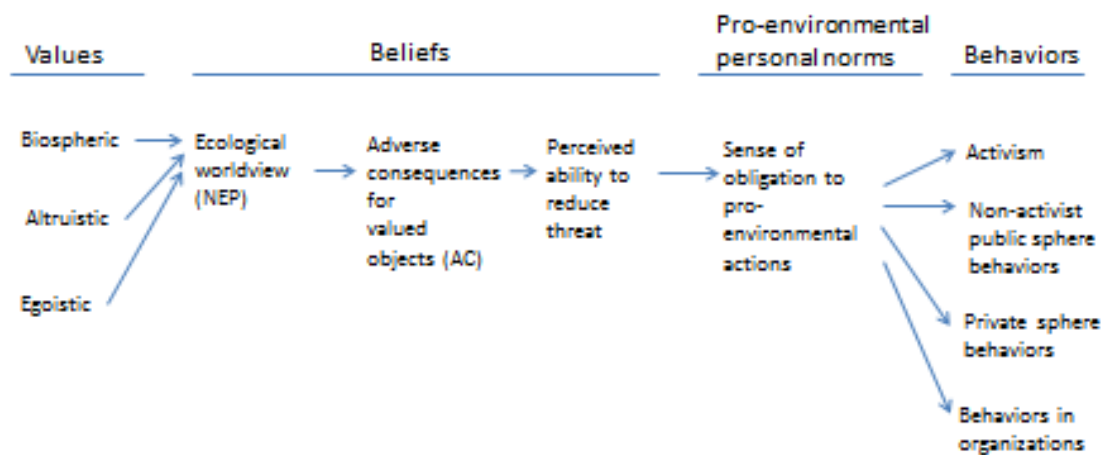 Values
Beliefs
Pro-environmental
personal norms
Behaviors
Biospheric
Altruistic
Egoistic
Ecological
worldview
(NEP)
Adverse
consequences
for
valued
objects (AC)
Perceived
ability to
reduce
threat
Sense of
obligation to
pro-
environmental
actions
Activism
Non-activist
public sphere
behaviors
Private sphere
behaviors
Behaviors in
organizations